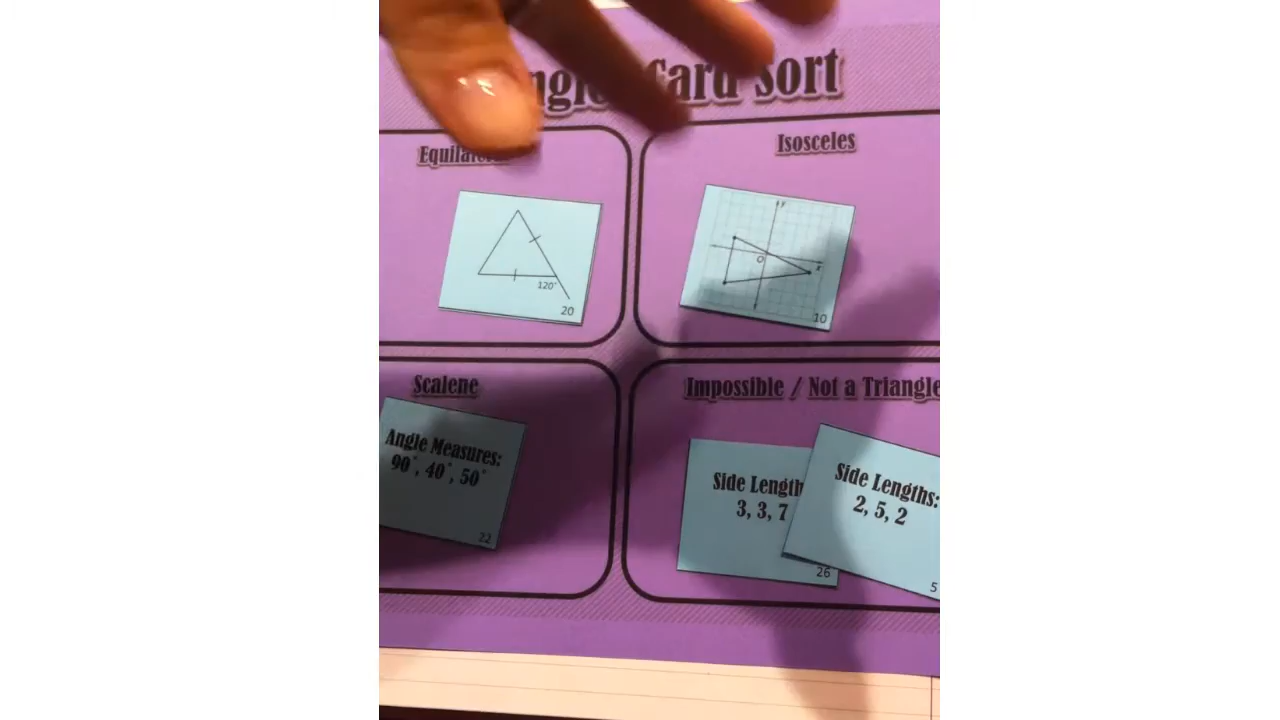 Card Sort
Isosceles
120°
20
y
O
x
10
Scalene
Impossible / Not a Triangle
Angle Measures:
90°, 40°, 50°
22
Side Length
3, 3, 7
26
Side Lengths:
2, 5, 2
5